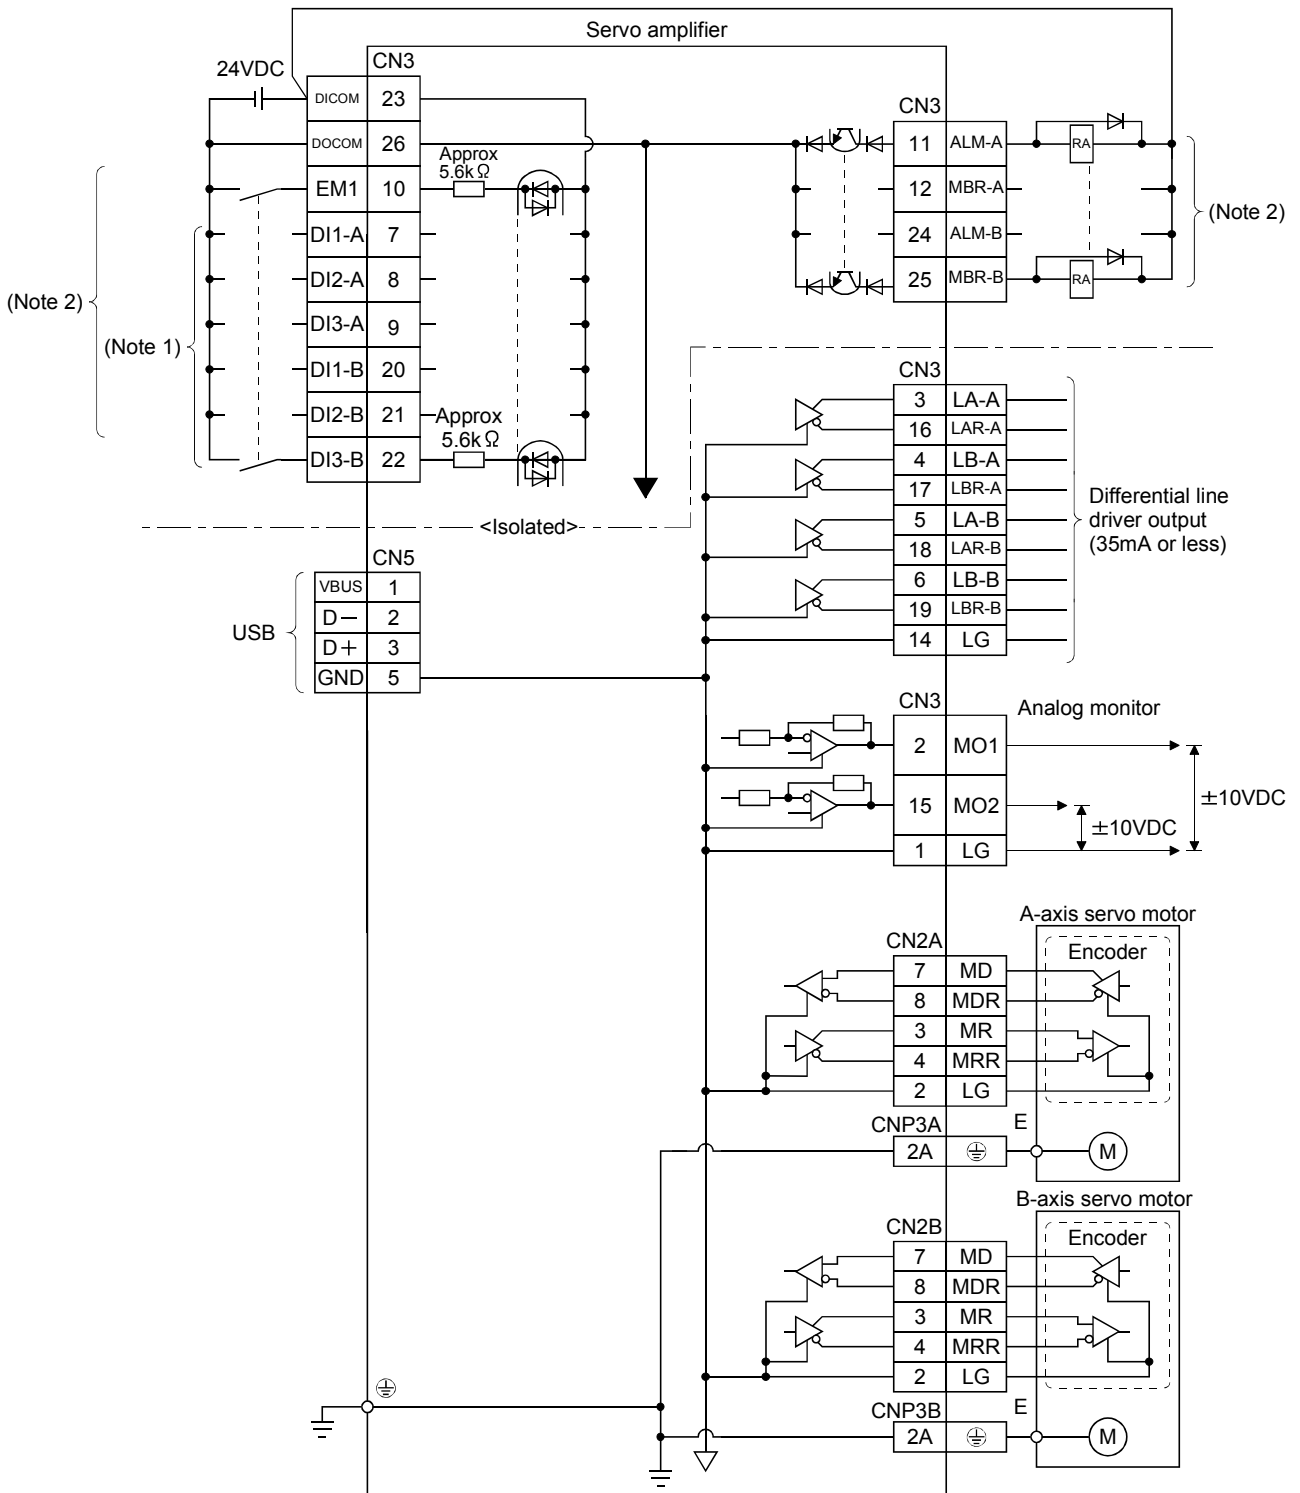 Servo amplifier
24VDC
CN3
DICOM 23
DOCOM 26
EM1 10
DI1-A 7
DI2-A 8
DI3-A 9
DI1-B 20
DI2-B 21
DI3-B 22
Approx
5.6kΩ
Approx
5.6kΩ
(Note 2)
(Note 1)
CN3
11 ALM-A
12 MBR-A
24 ALM-B
25 MBR-B
RA
RA
(Note 2)
<Isolated>
CN3
3 LA-A
16 LAR-A
4 LB-A
17 LBR-A
5 LA-B
18 LAR-B
6 LB-B
19 LBR-B
14 LG
Differential line
driver output
(35mA or less)
CN5
VBUS 1
D− 2
D+ 3
GND 5
USB
CN3
2 MO1
15 MO2
1 LG
Analog monitor
±10VDC
±10VDC
A-axis servo motor
Encoder
CN2A
7 MD
8 MDR
3 MR
4 MRR
2 LG
CNP3A
2A
E
M
B-axis servo motor
Encoder
CN2B
7 MD
8 MDR
3 MR
4 MRR
2 LG
CNP3B
2A
E
M